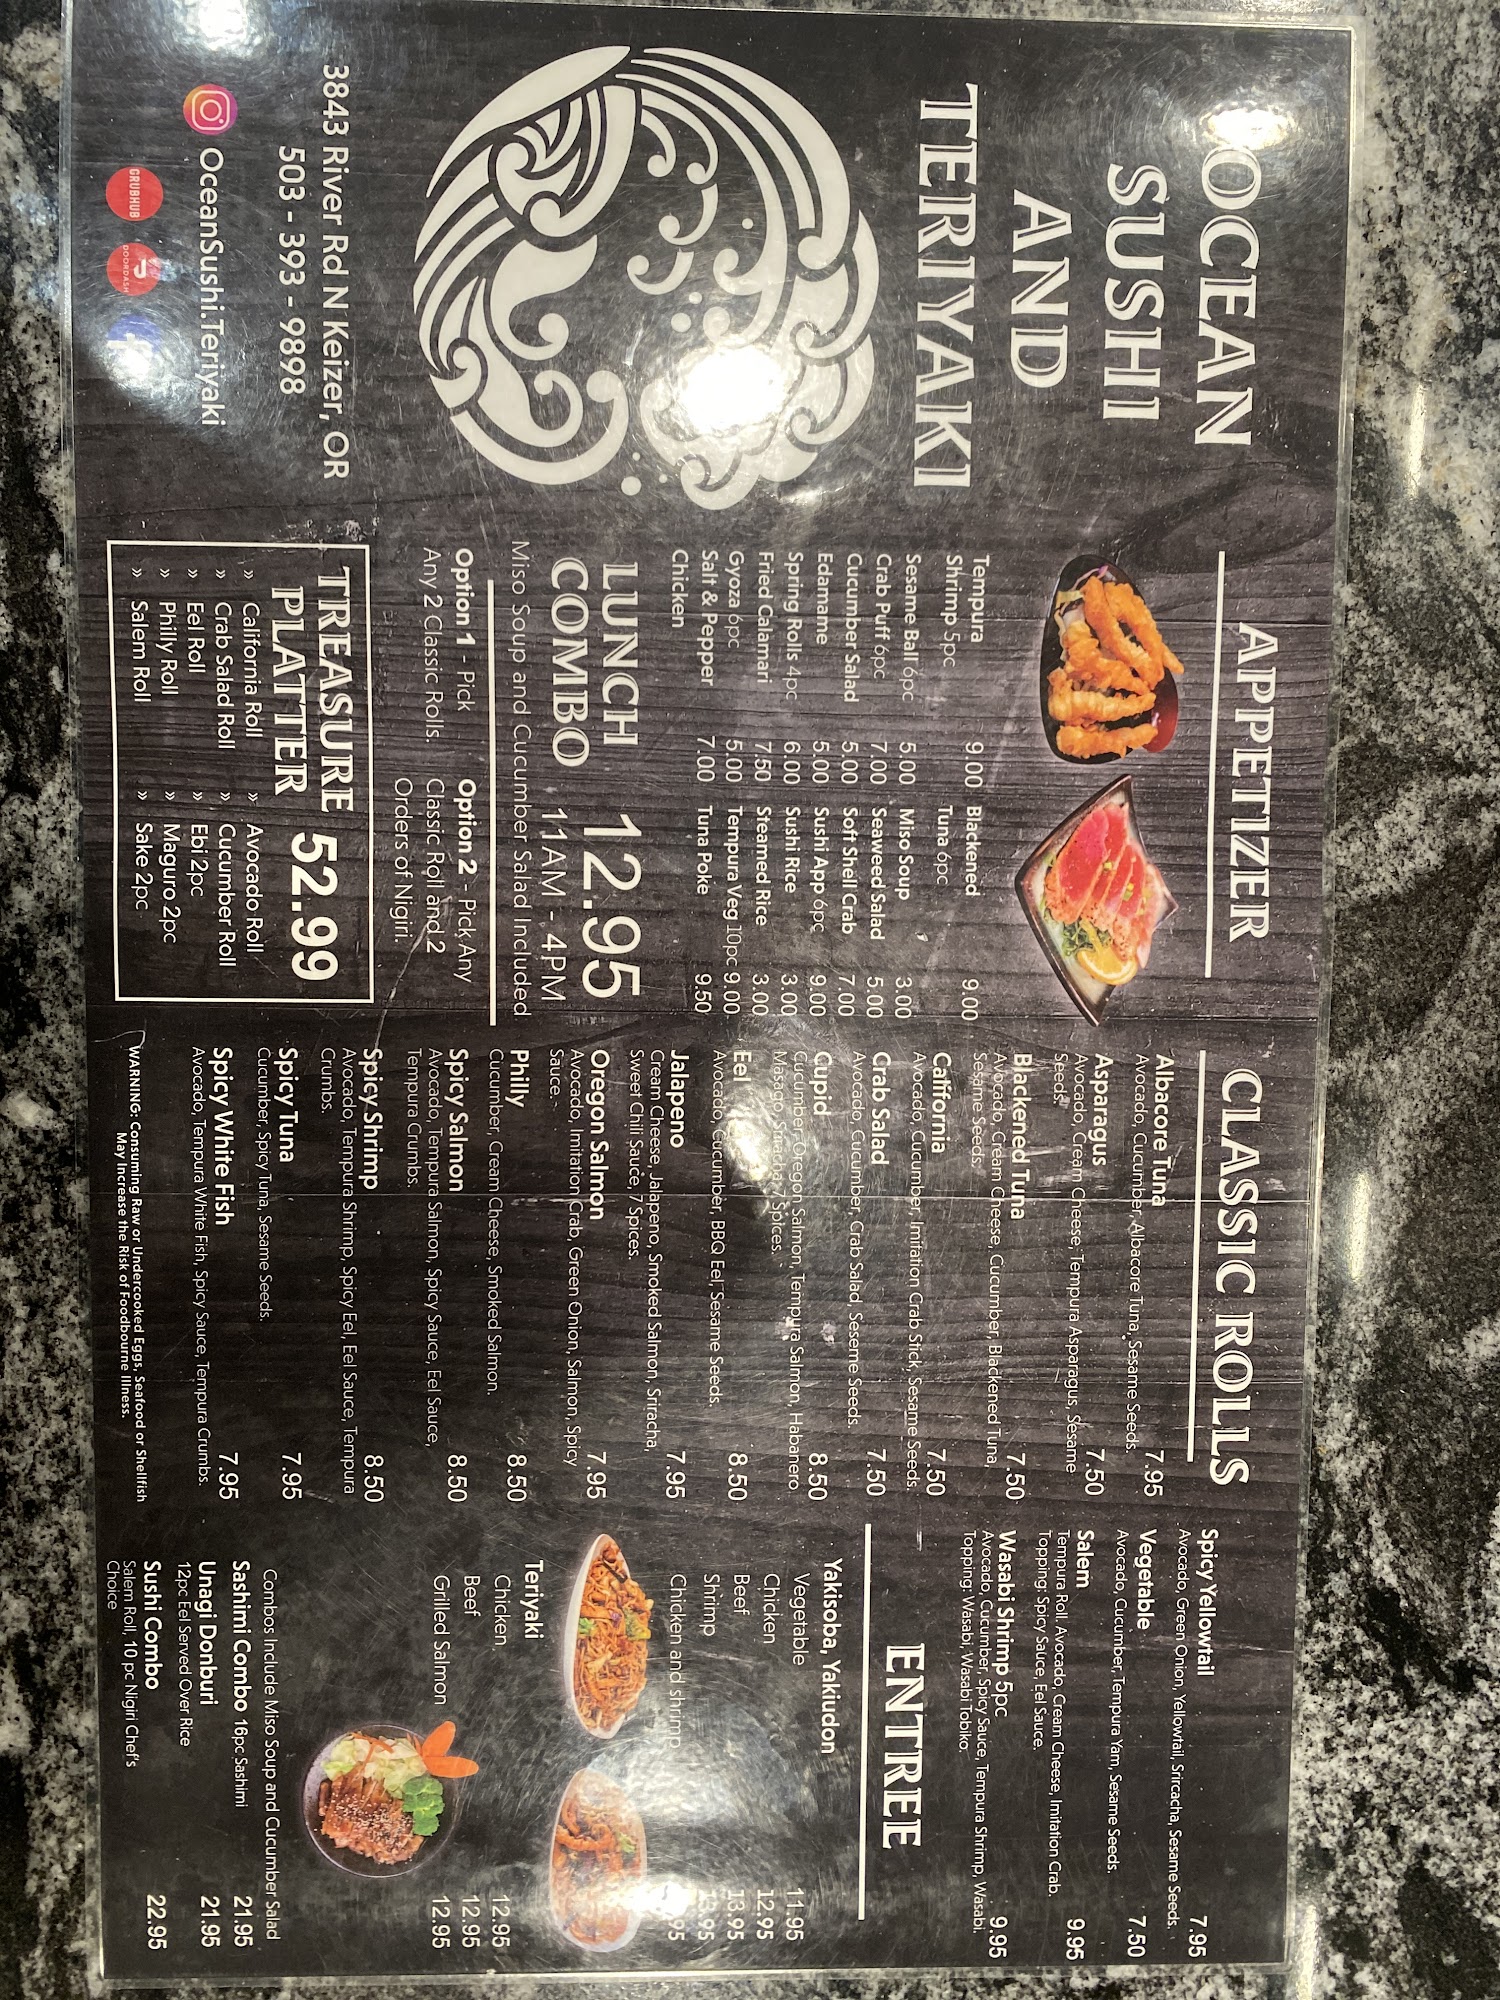 OCEAN
SUSHI
AND
TERIYAKI
3843 River Rd N Keizer, OR
503 - 393 - 9898
OceanSushi.Teriyaki
GRUBHUB
DOORDASH
APPETIZER
Tempura
Shrimp 5pc 9.00
Sesame Ball 6pc 5.00
Crab Puff 6pc 7.00
Cucumber Salad 5.00
Edamame 5.00
Spring Rolls 4pc 6.00
Fried Calamari 7.50
Gyoza 6pc 5.00
Salt & Pepper 7.00
Chicken
Blackened 9.00
Tuna 6pc
Miso Soup 3.00
Seaweed Salad 5.00
Soft Shell Crab 7.00
Sushi App 6pc 9.00
Sushi Rice 3.00
Steamed Rice 3.00
Tempura Veg 10pc 9.00
Tuna Poke 9.50
LUNCH
COMBO
12.95
11AM - 4PM
Miso Soup and Cucumber Salad Included
Option 1 - Pick
Any 2 Classic Rolls.
Option 2 - Pick Any
Classic Roll and 2
Orders of Nigiri.
TREASURE
PLATTER
52.99
» California Roll
» Crab Salad Roll
» Eel Roll
» Philly Roll
» Salem Roll
» Avocado Roll
» Cucumber Roll
» Ebi 2pc
» Maguro 2pc
» Sake 2pc
CLASSIC ROLLS
Albacore Tuna 7.95
Avocado, Cucumber, Albacore Tuna, Sesame Seeds.
Asparagus 7.50
Avocado, Cream Cheese, Tempura Asparagus, Sesame
Seeds.
Blackened Tuna 7.50
Avocado, Cream Cheese, Cucumber, Blackened Tuna,
Sesame Seeds.
California 7.50
Avocado, Cucumber, Imitation Crab Stick, Sesame Seeds.
Crab Salad 7.50
Avocado, Cucumber, Crab Salad, Seseme Seeds.
Cupid 8.50
Cucumber, Oregon Salmon, Tempura Salmon, Habanero
Masago, Sriracha, 7 Spices.
Eel 8.50
Avocado, Cucumber, BBQ Eel, Sesame Seeds.
Jalapeno 7.95
Cream Cheese, Jalapeno, Smoked Salmon, Sriracha,
Sweet Chili Sauce, 7 Spices.
Oregon Salmon 7.95
Avocado, Imitation Crab, Green Onion, Salmon, Spicy
Sauce.
Philly 8.50
Cucumber, Cream Cheese, Smoked Salmon.
Spicy Salmon 8.50
Avocado, Tempura Salmon, Spicy Sauce, Eel Sauce,
Tempura Crumbs.
Spicy Shrimp 8.50
Avocado, Tempura Shrimp, Spicy Eel, Eel Sauce, Tempura
Crumbs.
Spicy Tuna 7.95
Cucumber, Spicy Tuna, Sesame Seeds.
Spicy White Fish 7.95
Avocado, Tempura White Fish, Spicy Sauce, Tempura Crumbs.
WARNING: Consuming Raw or Undercooked Eggs, Seafood or Shellfish
May Increase the Risk of Foodbourne Illness.
Spicy Yellowtail 7.95
Avocado, Green Onion, Yellowtail, Srircacha, Sesame Seeds.
Vegetable 7.50
Avocado, Cucumber, Tempura Yam, Sesame Seeds.
Salem 9.95
Tempura Roll. Avocado, Cream Cheese, Imitation Crab.
Topping: Spicy Sauce, Eel Sauce.
Wasabi Shrimp 5pc 9.95
Avocado, Cucumber, Spicy Sauce, Tempura Shrimp, Wasabi.
Topping: Wasabi, Wasabi Tobiko.
ENTREE
Yakisoba, Yakiudon
Vegetable 11.95
Chicken 12.95
Beef 13.95
Shrimp 13.95
Chicken and shrimp
Teriyaki
Chicken 12.95
Beef 12.95
Grilled Salmon 12.95
Combos Include Miso Soup and Cucumber Salad
Sashimi Combo 16pc Sashimi 21.95
Unagi Donburi 21.95
12pc Eel Served Over Rice
Sushi Combo 22.95
Salem Roll, 10 pc Nigiri Chef's
Choice